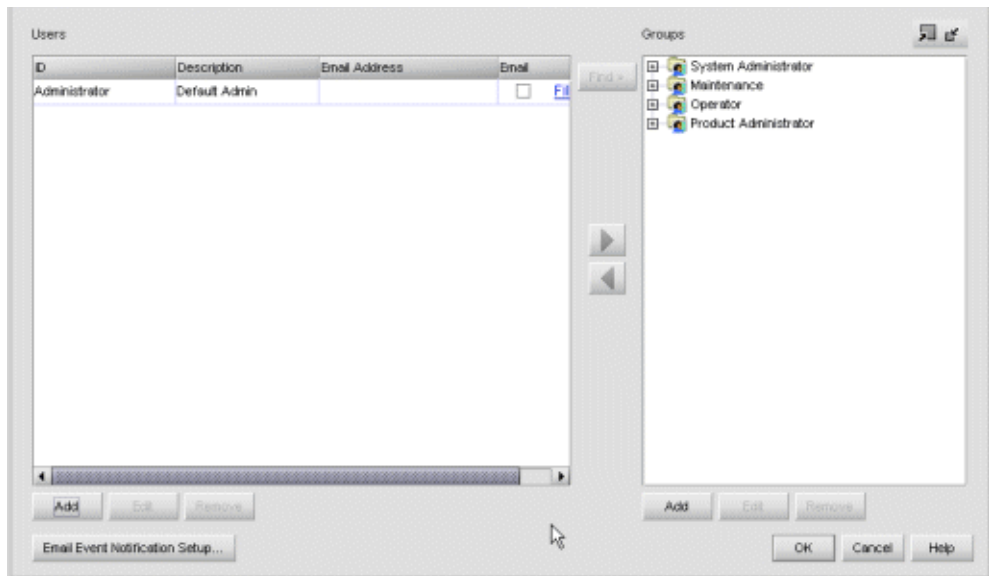 Users
Groups
ID Description Email Address Email
Administrator Default Admin Fil
Find >
System Administrator
Maintenance
Operator
Product Administrator
Add Edit Remove
Add Edit Remove
Email Event Notification Setup...
OK Cancel Help